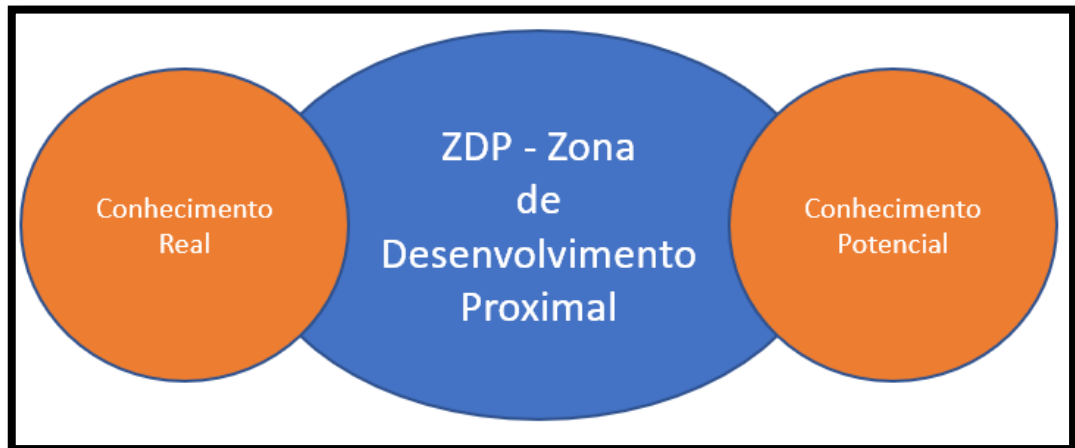 Conhecimento
Real
ZDP - Zona
de
Desenvolvimento
Proximal
Conhecimento
Potencial